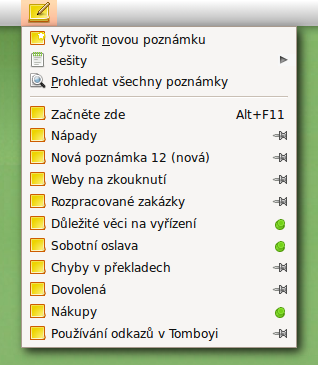 Vytvořit novou poznámku
Sešity
Prohledat všechny poznámky
Začněte zde Alt+F11
Nápady
Nová poznámka 12 (nová)
Weby na zkouknutí
Rozpracované zakázky
Důležité věci na vyřízení
Sobotní oslava
Chyby v překladech
Dovolená
Nákupy
Používání odkazů v Tomboyi